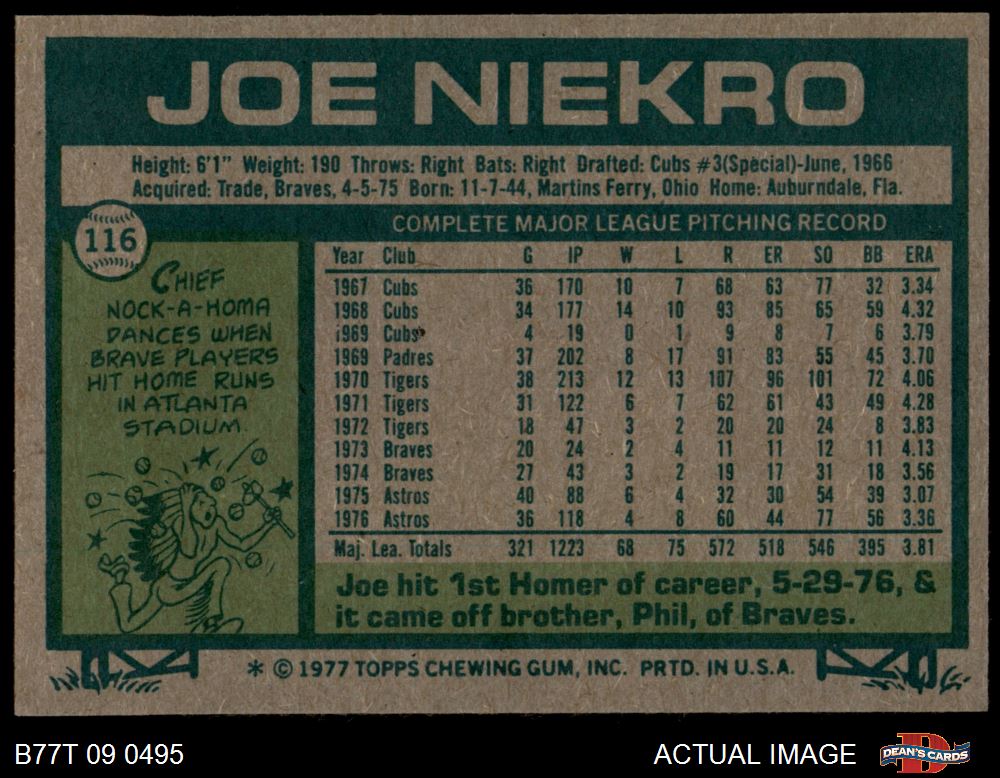 JOE NIEKRO
Height: 6'1" Weight: 190 Throws: Right Bats: Right Drafted: Cubs #3(Special)-June, 1966
Acquired: Trade, Braves, 4-5-75 Born: 11-7-44, Martins Ferry, Ohio Home: Auburndale, Fla.
116
CHIEF
NOCK-A-HOMA
DANCES WHEN
BRAVE PLAYERS
HIT HOME RUNS
IN ATLANTA
STADIUM.
COMPLETE MAJOR LEAGUE PITCHING RECORD
Year Club G IP W L R ER SO BB ERA
1967 Cubs 36 170 10 7 68 63 77 32 3.34
1968 Cubs 34 177 14 10 93 85 65 59 4.32
1969 Cubs 4 19 0 1 9 8 7 6 3.79
1969 Padres 37 202 8 17 91 83 55 45 3.70
1970 Tigers 38 213 12 13 107 96 101 72 4.06
1971 Tigers 31 122 6 7 62 61 43 49 4.28
1972 Tigers 18 47 3 2 20 20 24 8 3.83
1973 Braves 20 24 2 4 11 11 12 11 4.13
1974 Braves 27 43 3 2 19 17 31 18 3.56
1975 Astros 40 88 6 4 32 30 54 39 3.07
1976 Astros 36 118 4 8 60 44 77 56 3.36
Maj. Lea. Totals 321 1223 68 75 572 518 546 395 3.81
Joe hit 1st Homer of career, 5-29-76, &
it came off brother, Phil, of Braves.
* © 1977 TOPPS CHEWING GUM, INC. PRTD. IN U.S.A.
B77T 09 0495
ACTUAL IMAGE
DEAN'S CARDS